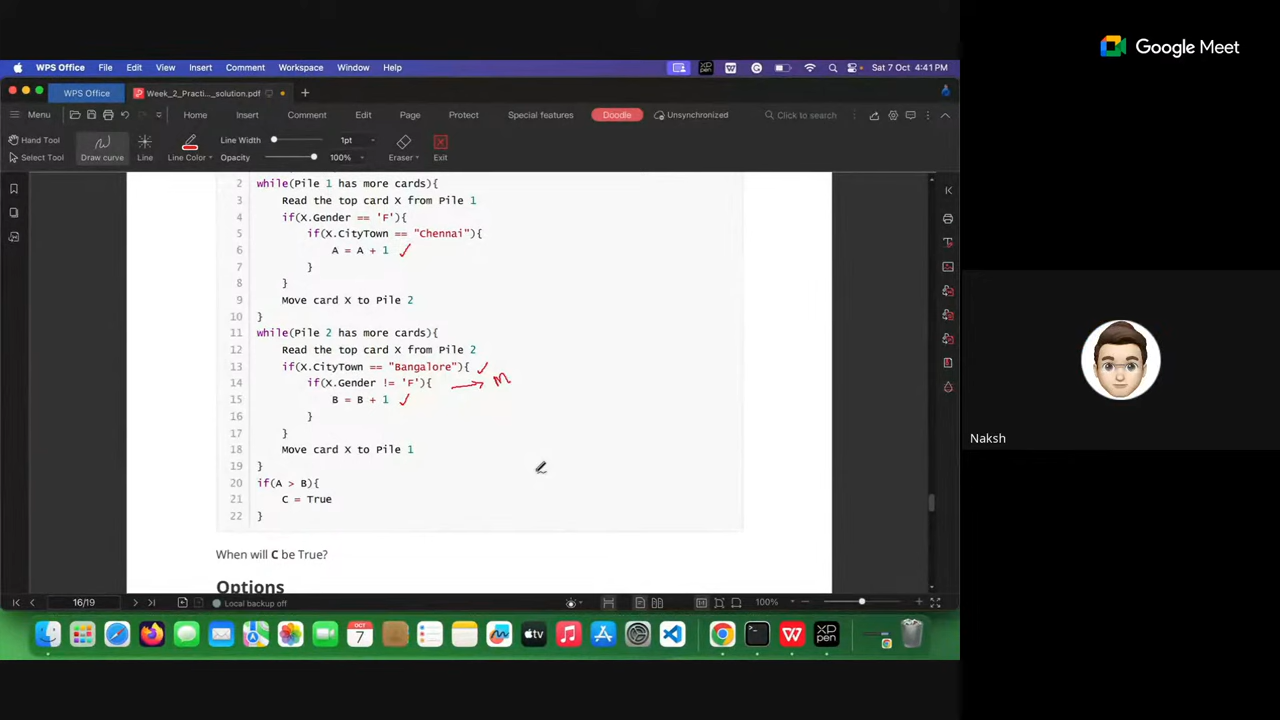 Google Meet
WPS Office File Edit View Insert Comment Workspace Window Help Sat 7 Oct 4:41 PM
WPS Office Week_2_Practi..._solution.pdf
Menu Home Insert Comment Edit Page Protect Special features Doodle Unsynchronized Click to search
Hand Tool Select Tool Draw curve Line Line Color Line Width 1pt Opacity 100% Eraser Exit
2 while(Pile 1 has more cards){
3 Read the top card X from Pile 1
4 if(X.Gender == 'F'){
5 if(X.CityTown == "Chennai"){
6 A = A + 1
7 }
8 }
9 Move card X to Pile 2
10 }
11 while(Pile 2 has more cards){
12 Read the top card X from Pile 2
13 if(X.CityTown == "Bangalore"){
14 if(X.Gender != 'F'){ → M
15 B = B + 1
16 }
17 }
18 Move card X to Pile 1
19 }
20 if(A > B){
21 C = True
22 }
When will C be True?
Options
Naksh
16/19 Local backup off 100%
OCT 7 tv XP pen